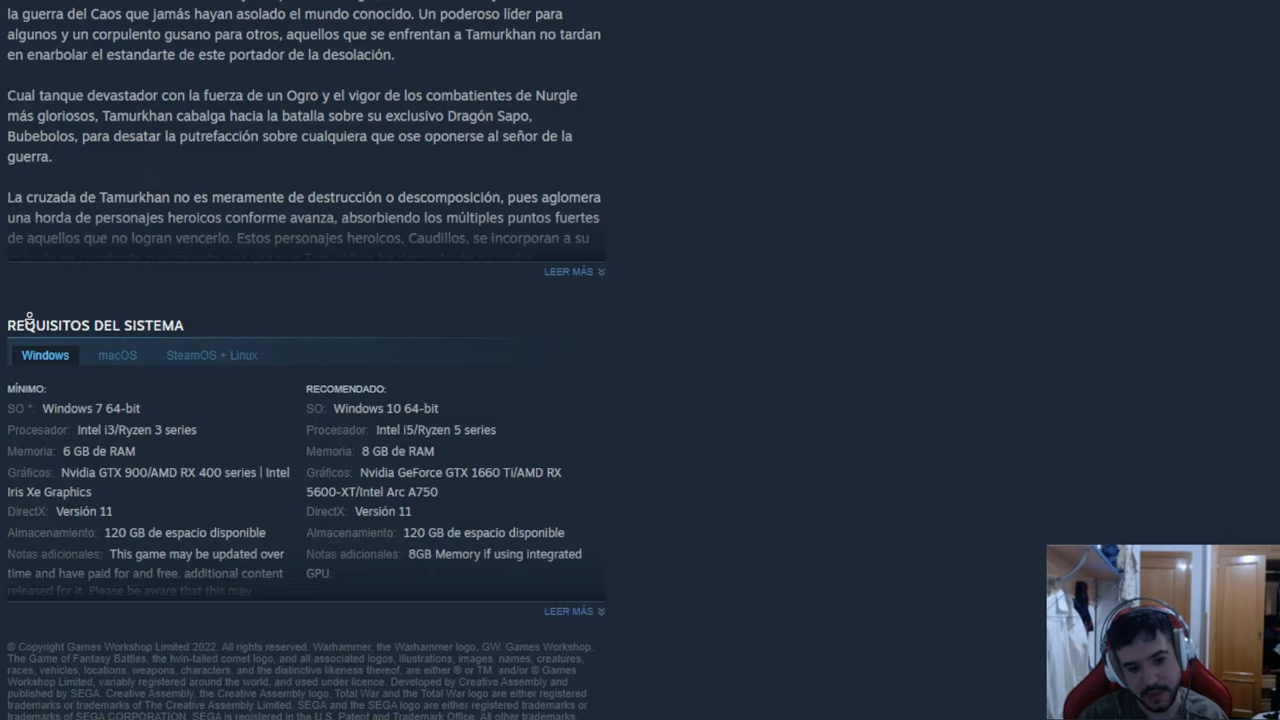 la guerra del Caos que jamás hayan asolado el mundo conocido. Un poderoso líder para
algunos y un corpulento gusano para otros, aquellos que se enfrentan a Tamurkhan no tardan
en enarbolar el estandarte de este portador de la desolación.
Cual tanque devastador con la fuerza de un Ogro y el vigor de los combatientes de Nurgle
más gloriosos, Tamurkhan cabalga hacia la batalla sobre su exclusivo Dragón Sapo,
Bubebolos, para desatar la putrefacción sobre cualquiera que ose oponerse al señor de la
guerra.
La cruzada de Tamurkhan no es meramente de destrucción o descomposición, pues aglomera
una horda de personajes heroicos conforme avanza, absorbiendo los múltiples puntos fuertes
de aquellos que no logran vencerlo. Estos personajes heroicos, Caudillos, se incorporan a su
LEER MÁS
REQUISITOS DEL SISTEMA
Windows macOS SteamOS + Linux
MÍNIMO:
SO *: Windows 7 64-bit
Procesador: Intel i3/Ryzen 3 series
Memoria: 6 GB de RAM
Gráficos: Nvidia GTX 900/AMD RX 400 series | Intel
Iris Xe Graphics
DirectX: Versión 11
Almacenamiento: 120 GB de espacio disponible
Notas adicionales: This game may be updated over
time and have paid for and free. additional content
released for it. Please be aware that this may
RECOMENDADO:
SO: Windows 10 64-bit
Procesador: Intel i5/Ryzen 5 series
Memoria: 8 GB de RAM
Gráficos: Nvidia GeForce GTX 1660 Ti/AMD RX
5600-XT/Intel Arc A750
DirectX: Versión 11
Almacenamiento: 120 GB de espacio disponible
Notas adicionales: 8GB Memory if using integrated
GPU.
LEER MÁS
© Copyright Games Workshop Limited 2022. All rights reserved. Warhammer, the Warhammer logo, GW, Games Workshop,
The Game of Fantasy Battles, the twin-tailed comet logo, and all associated logos, illustrations, images, names, creatures,
races, vehicles, locations, weapons, characters, and the distinctive likeness thereof, are either ® or TM, and/or © Games
Workshop Limited, variably registered around the world, and used under licence. Developed by Creative Assembly and
published by SEGA. Creative Assembly, the Creative Assembly logo, Total War and the Total War logo are either registered
trademarks or trademarks of The Creative Assembly Limited. SEGA and the SEGA logo are either registered trademarks or
trademarks of SEGA CORPORATION. SEGA is registered in the U.S. Patent and Trademark Office. All other trademarks,